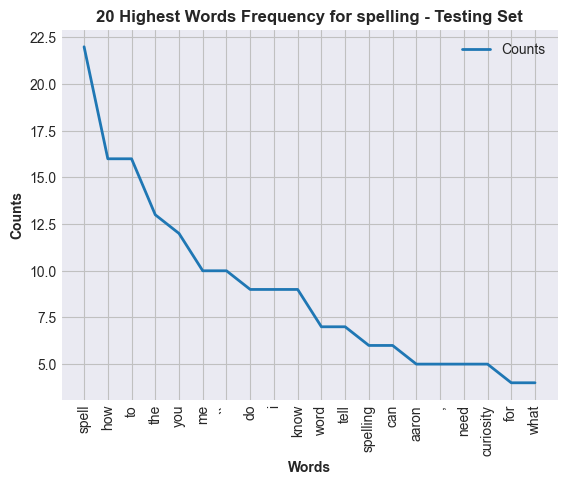 20 Highest Words Frequency for spelling - Testing Set
Counts
Counts
22.5
20.0
17.5
15.0
12.5
10.0
7.5
5.0
spell
how
to
the
you
me
``
do
i
know
word
tell
spelling
can
aaron
,
need
curiosity
for
what
Words